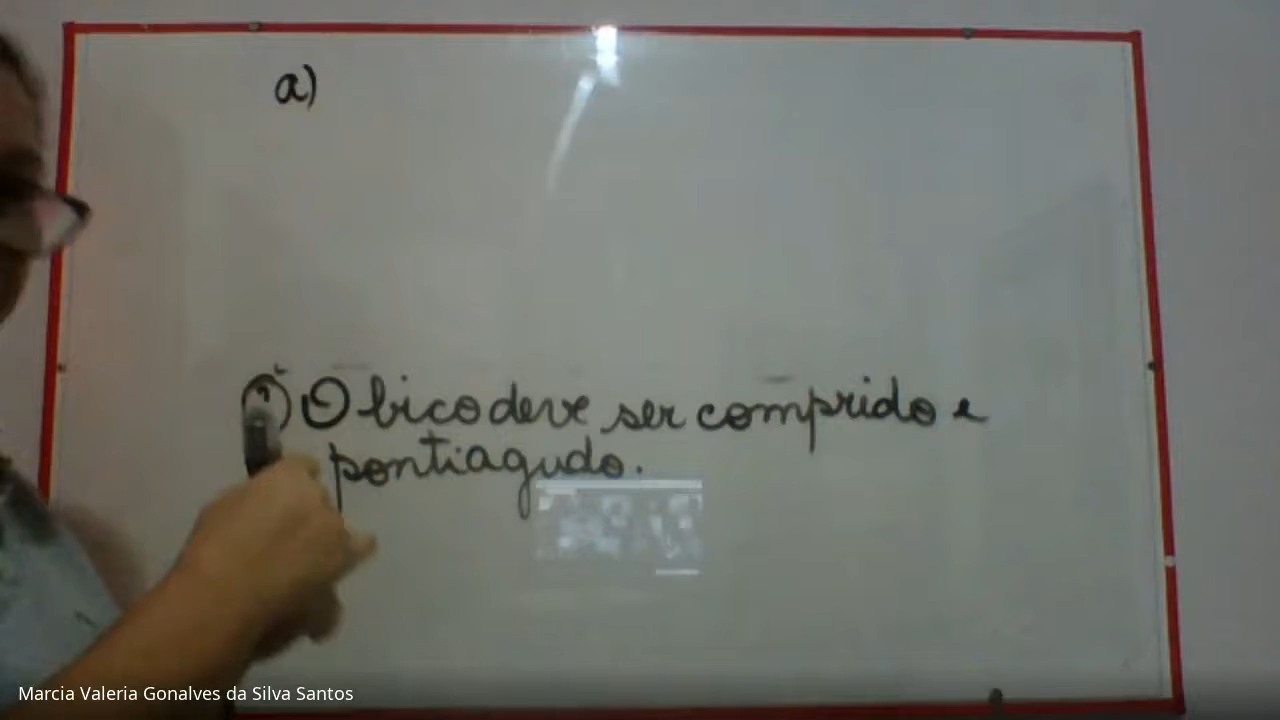 a)
O bico deve ser comprido e
pontiagudo.
Marcia Valeria Gonalves da Silva Santos